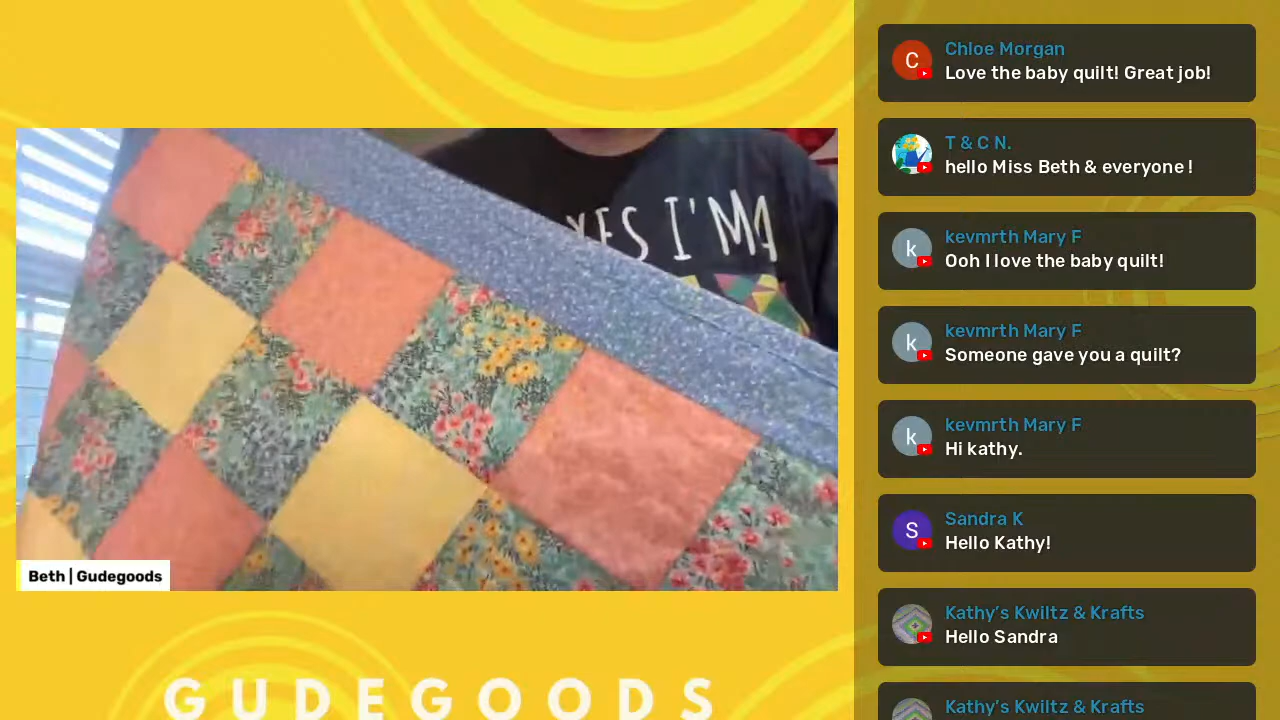 YES I'M A
Beth | Gudegoods
GUDEGOODS
C
Chloe Morgan
Love the baby quilt! Great job!
T & C N.
hello Miss Beth & everyone !
k
kevmrth Mary F
Ooh I love the baby quilt!
k
kevmrth Mary F
Someone gave you a quilt?
k
kevmrth Mary F
Hi kathy.
S
Sandra K
Hello Kathy!
Kathy's Kwiltz & Krafts
Hello Sandra
Kathy's Kwiltz & Krafts